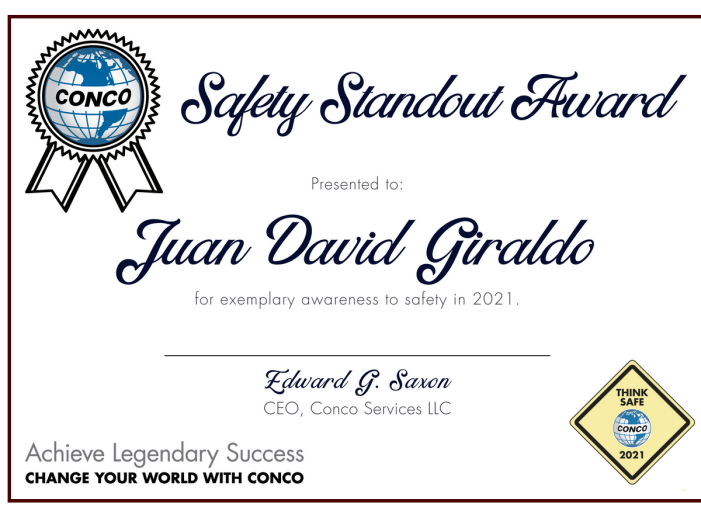 CONCO
Safety Standout Award
Presented to:
Juan David Giraldo
for exemplary awareness to safety in 2021.
Edward G. Saxon
CEO, Conco Services LLC
THINK
SAFE
CONCO
2021
Achieve Legendary Success
CHANGE YOUR WORLD WITH CONCO